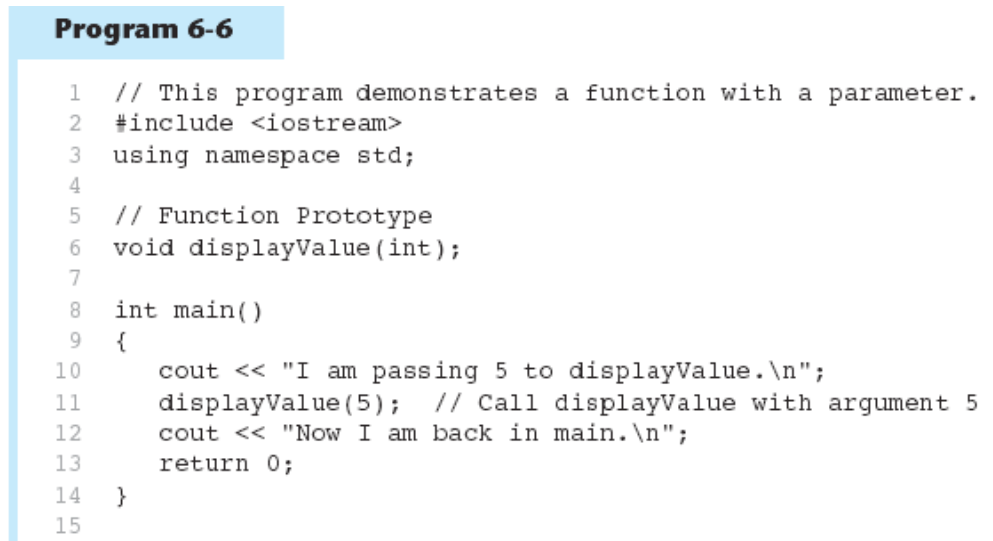 Program 6-6
1 // This program demonstrates a function with a parameter.
2 #include <iostream>
3 using namespace std;
4
5 // Function Prototype
6 void displayValue(int);
7
8 int main()
9 {
10    cout << "I am passing 5 to displayValue.\n";
11    displayValue(5);  // Call displayValue with argument 5
12    cout << "Now I am back in main.\n";
13    return 0;
14 }
15